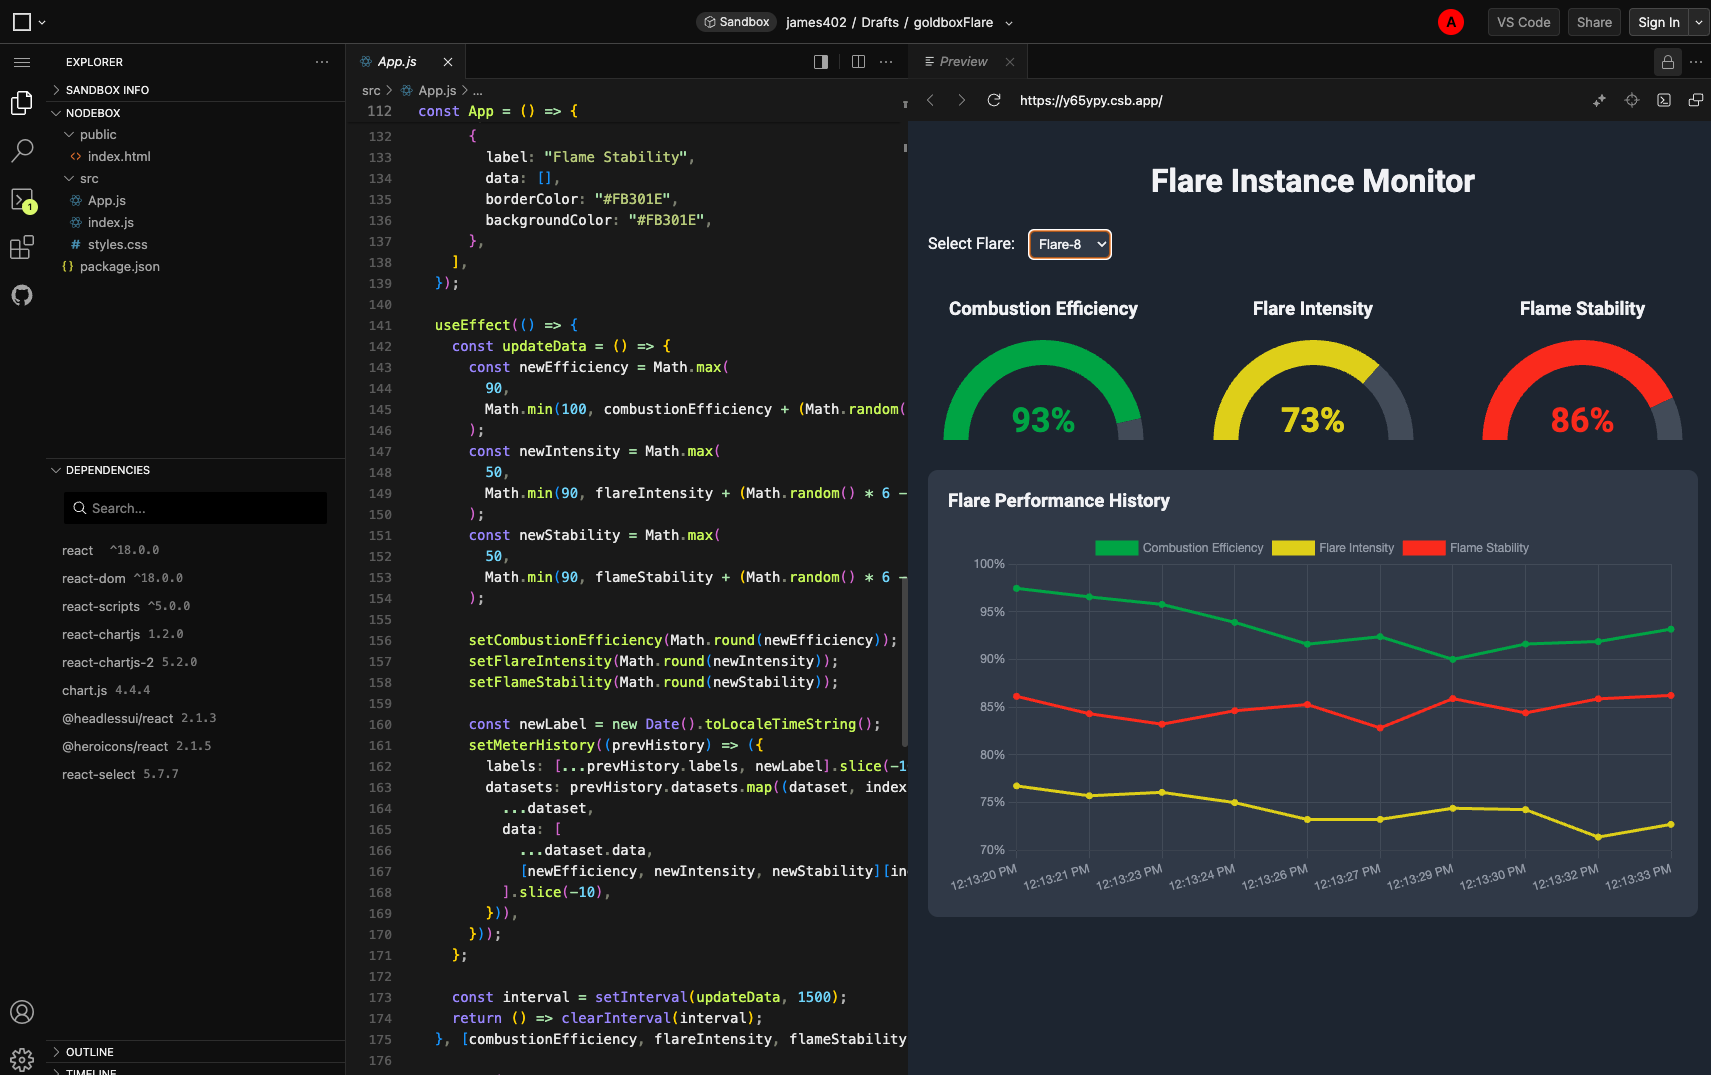 Sandbox james402 / Drafts / goldboxFlare
A VS Code Share Sign In
EXPLORER
SANDBOX INFO
NODEBOX
public
<> index.html
src
App.js
index.js
# styles.css
{} package.json
1
DEPENDENCIES
Search...
react ^18.0.0
react-dom ^18.0.0
react-scripts ^5.0.0
react-chartjs 1.2.0
react-chartjs-2 5.2.0
chart.js 4.4.4
@headlessui/react 2.1.3
@heroicons/react 2.1.5
react-select 5.7.7
OUTLINE
TIMELINE
App.js
src > App.js > ...
112 const App = () => {
132 {
133 label: "Flame Stability",
134 data: [],
135 borderColor: "#FB301E",
136 backgroundColor: "#FB301E",
137 },
138 ],
139 });
140
141 useEffect(() => {
142 const updateData = () => {
143 const newEfficiency = Math.max(
144 90,
145 Math.min(100, combustionEfficiency + (Math.random(
146 );
147 const newIntensity = Math.max(
148 50,
149 Math.min(90, flareIntensity + (Math.random() * 6 -
150 );
151 const newStability = Math.max(
152 50,
153 Math.min(90, flameStability + (Math.random() * 6 -
154 );
155
156 setCombustionEfficiency(Math.round(newEfficiency));
157 setFlareIntensity(Math.round(newIntensity));
158 setFlameStability(Math.round(newStability));
159
160 const newLabel = new Date().toLocaleTimeString();
161 setMeterHistory((prevHistory) => ({
162 labels: [...prevHistory.labels, newLabel].slice(-1
163 datasets: prevHistory.datasets.map((dataset, index
164 ...dataset,
165 data: [
166 ...dataset.data,
167 [newEfficiency, newIntensity, newStability][in
168 ].slice(-10),
169 })),
170 }));
171 };
172
173 const interval = setInterval(updateData, 1500);
174 return () => clearInterval(interval);
175 }, [combustionEfficiency, flareIntensity, flameStability
176
Preview
https://y65ypy.csb.app/
Flare Instance Monitor
Select Flare: Flare-8
Combustion Efficiency Flare Intensity Flame Stability
93% 73% 86%
Flare Performance History
Combustion Efficiency Flare Intensity Flame Stability
100%
95%
90%
85%
80%
75%
70%
12:13:20 PM 12:13:21 PM 12:13:23 PM 12:13:24 PM 12:13:26 PM 12:13:27 PM 12:13:29 PM 12:13:30 PM 12:13:32 PM 12:13:33 PM